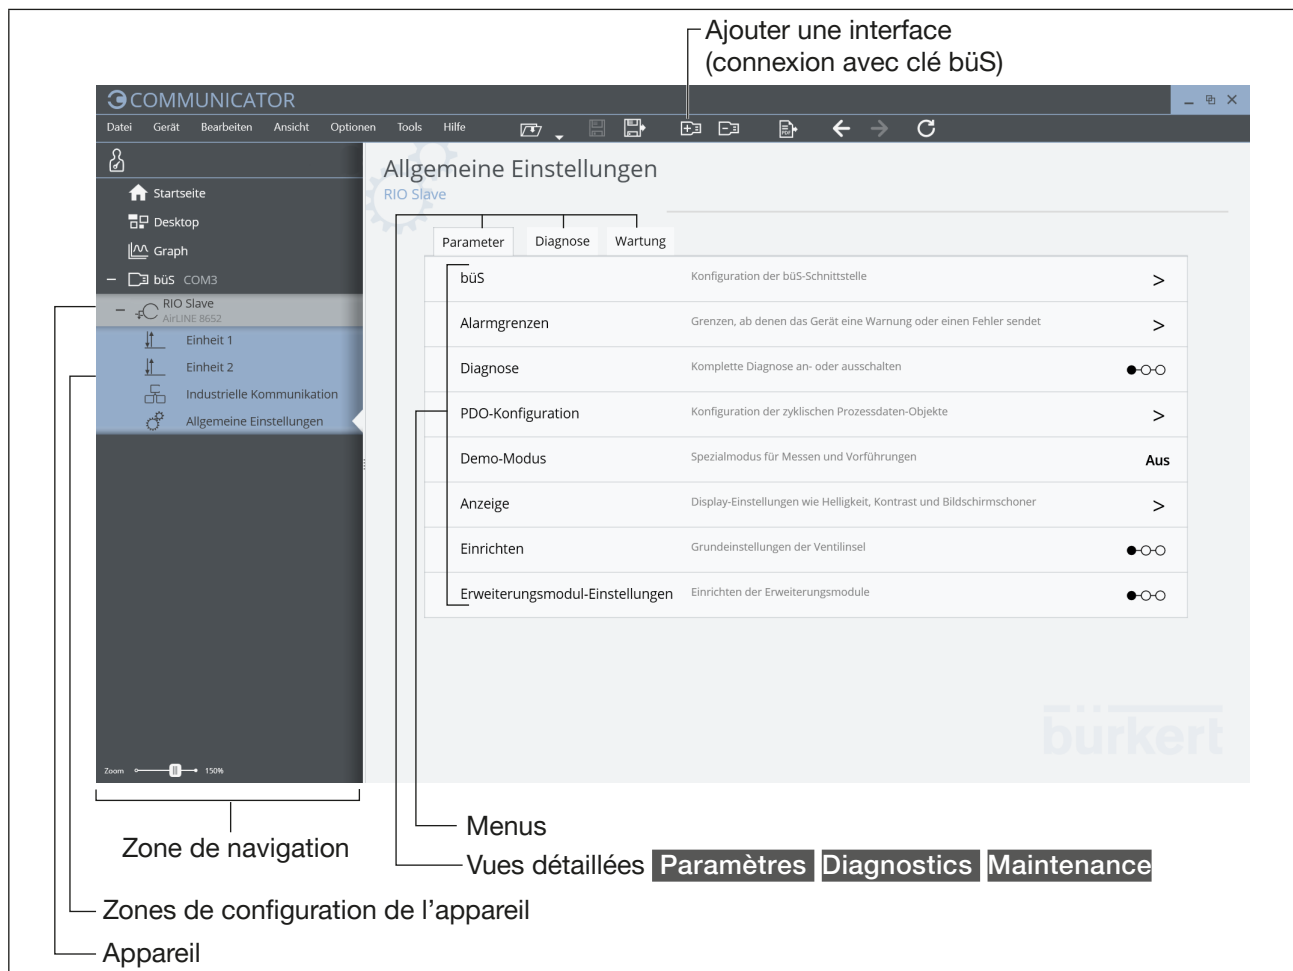 Ajouter une interface
(connexion avec clé büS)
COMMUNICATOR
Datei Gerät Bearbeiten Ansicht Optionen Tools Hilfe
PDF
Startseite
Desktop
Graph
büS COM3
RIO Slave
AirLINE 8652
Einheit 1
Einheit 2
Industrielle Kommunikation
Allgemeine Einstellungen
Zoom 150%
Allgemeine Einstellungen
RIO Slave
Parameter Diagnose Wartung
büS Konfiguration der büS-Schnittstelle >
Alarmgrenzen Grenzen, ab denen das Gerät eine Warnung oder einen Fehler sendet >
Diagnose Komplette Diagnose an- oder ausschalten
PDO-Konfiguration Konfiguration der zyklischen Prozessdaten-Objekte >
Demo-Modus Spezialmodus für Messen und Vorführungen Aus
Anzeige Display-Einstellungen wie Helligkeit, Kontrast und Bildschirmschoner >
Einrichten Grundeinstellungen der Ventilinsel
Erweiterungsmodul-Einstellungen Einrichten der Erweiterungsmodule
bürkert
Menus
Zone de navigation
Vues détaillées Paramètres Diagnostics Maintenance
Zones de configuration de l'appareil
Appareil